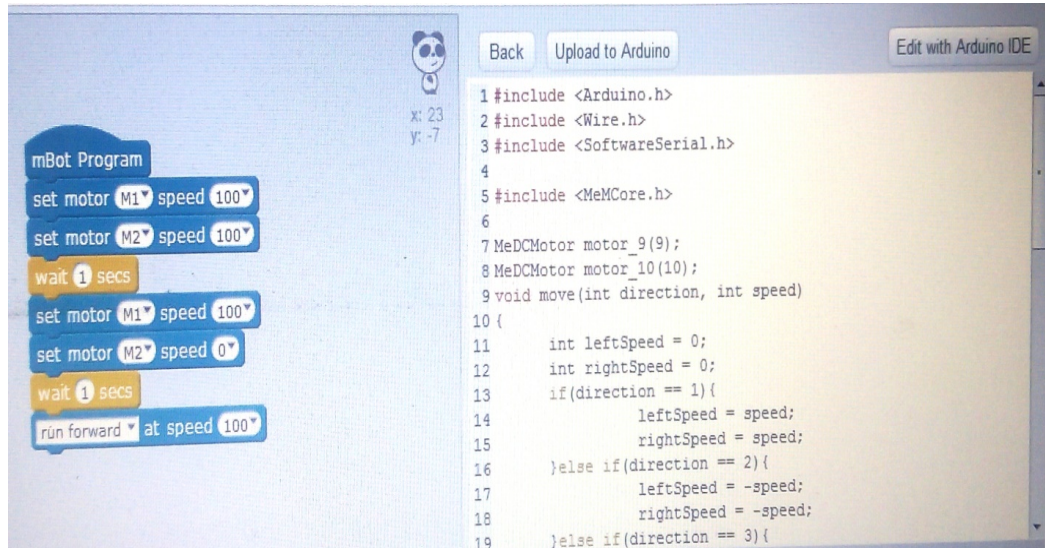 x: 23
y: -7
mBot Program
set motor M1 speed 100
set motor M2 speed 100
wait 1 secs
set motor M1 speed 100
set motor M2 speed 0
wait 1 secs
run forward at speed 100
Back Upload to Arduino Edit with Arduino IDE
1 #include <Arduino.h>
2 #include <Wire.h>
3 #include <SoftwareSerial.h>
4
5 #include <MeMCore.h>
6
7 MeDCMotor motor_9(9);
8 MeDCMotor motor_10(10);
9 void move(int direction, int speed)
10 {
11 int leftSpeed = 0;
12 int rightSpeed = 0;
13 if(direction == 1){
14 leftSpeed = speed;
15 rightSpeed = speed;
16 }else if(direction == 2){
17 leftSpeed = -speed;
18 rightSpeed = -speed;
19 }else if(direction == 3){